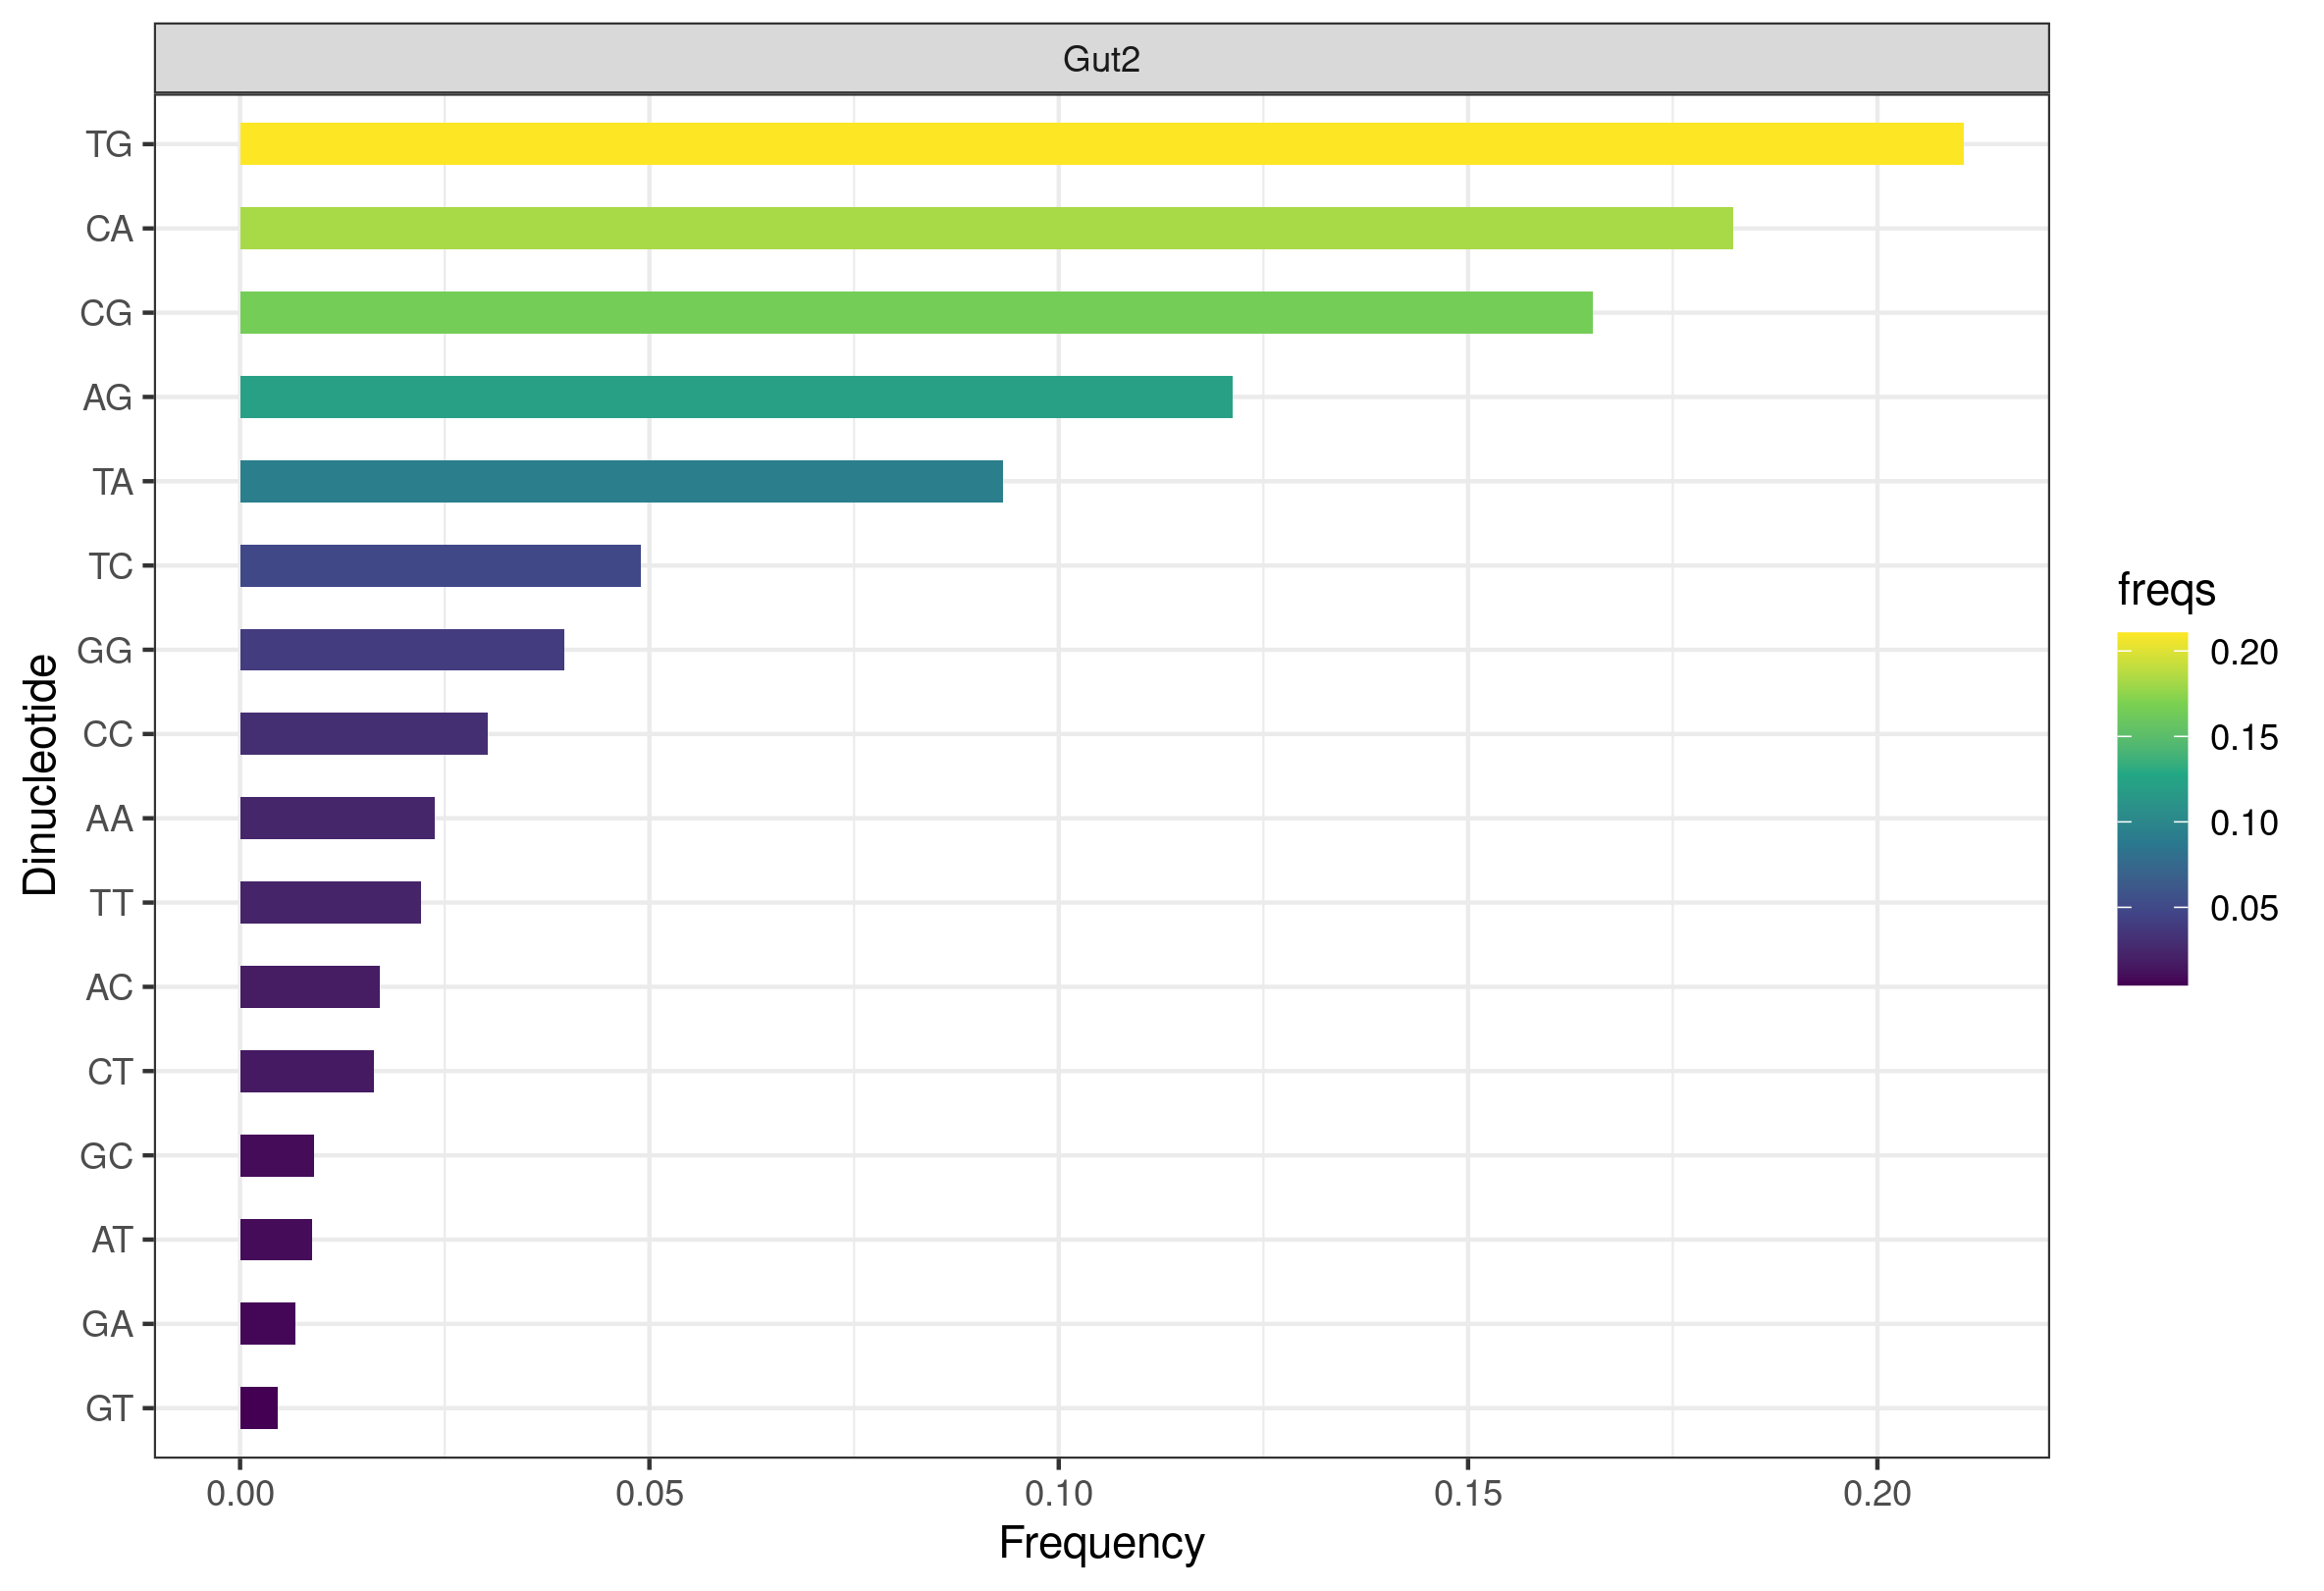 Gut2
TG
CA
CG
AG
TA
TC
GG
CC
AA
TT
AC
CT
GC
AT
GA
GT
Dinucleotide
0.00 0.05 0.10 0.15 0.20
Frequency
freqs
0.20
0.15
0.10
0.05